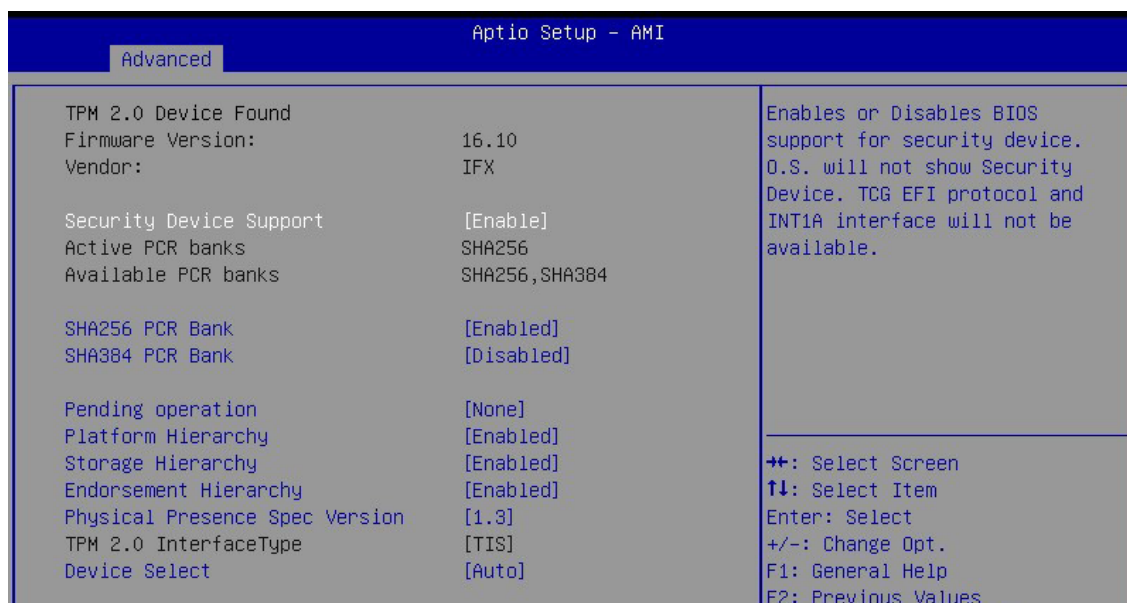 Aptio Setup - AMI
Advanced
TPM 2.0 Device Found
Firmware Version: 16.10
Vendor: IFX
Security Device Support [Enable]
Active PCR banks SHA256
Available PCR banks SHA256,SHA384
SHA256 PCR Bank [Enabled]
SHA384 PCR Bank [Disabled]
Pending operation [None]
Platform Hierarchy [Enabled]
Storage Hierarchy [Enabled]
Endorsement Hierarchy [Enabled]
Physical Presence Spec Version [1.3]
TPM 2.0 InterfaceType [TIS]
Device Select [Auto]
Enables or Disables BIOS
support for security device.
O.S. will not show Security
Device. TCG EFI protocol and
INT1A interface will not be
available.
→←: Select Screen
↑↓: Select Item
Enter: Select
+/-: Change Opt.
F1: General Help
F2: Previous Values